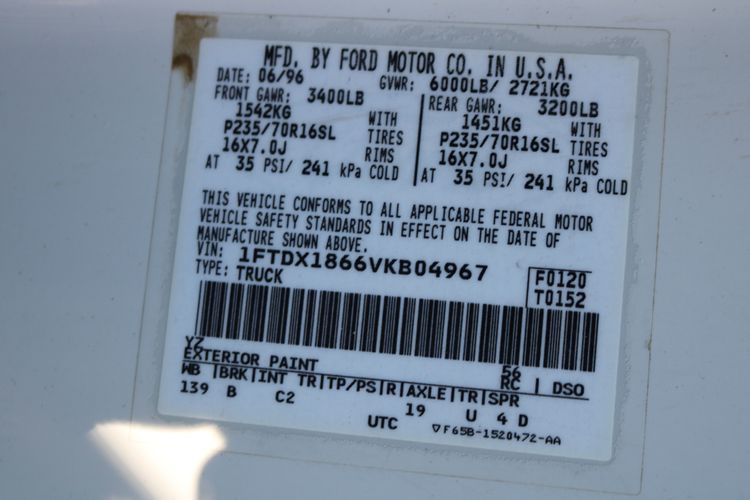 MFD. BY FORD MOTOR CO. IN U.S.A.
DATE: 06/96 GVWR: 6000LB/ 2721KG
FRONT GAWR: 3400LB REAR GAWR: 3200LB
1542KG WITH 1451KG WITH
P235/70R16SL TIRES P235/70R16SL TIRES
16X7.0J RIMS 16X7.0J RIMS
AT 35 PSI/ 241 kPa COLD AT 35 PSI/ 241 kPa COLD
THIS VEHICLE CONFORMS TO ALL APPLICABLE FEDERAL MOTOR
VEHICLE SAFETY STANDARDS IN EFFECT ON THE DATE OF
MANUFACTURE SHOWN ABOVE.
VIN: 1FTDX1866VKB04967 F0120
TYPE: TRUCK T0152
YZ
EXTERIOR PAINT 56
RC | DSO
WB |BRK|INT TR|TP/PS|R|AXLE|TR|SPR
139 B C2 19 U 4 D
UTC ▽F65B-1520472-AA